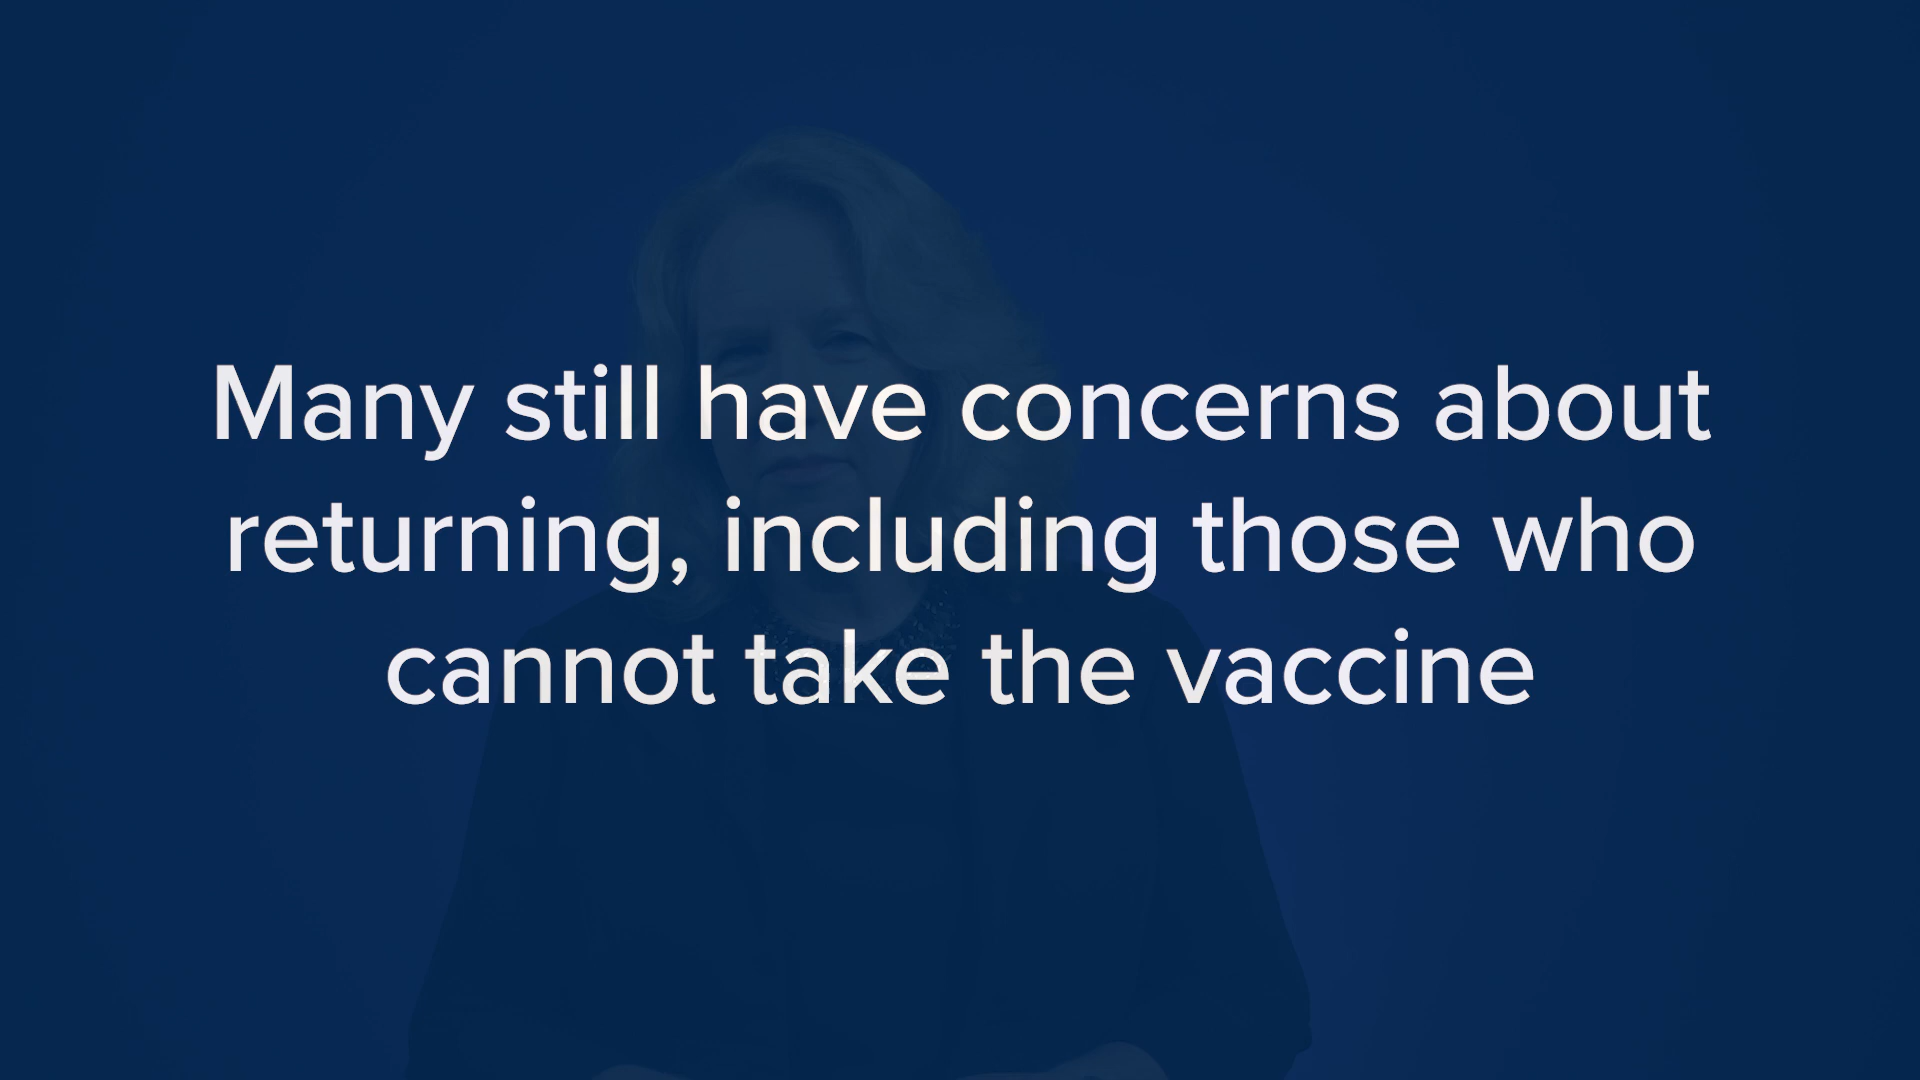 Many still have concerns about
returning, including those who
cannot take the vaccine